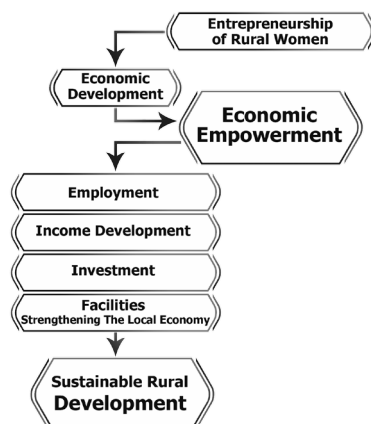 Entrepreneurship
of Rural Women
Economic
Development
Economic
Empowerment
Employment
Income Development
Investment
Facilities
Strengthening The Local Economy
Sustainable Rural
Development